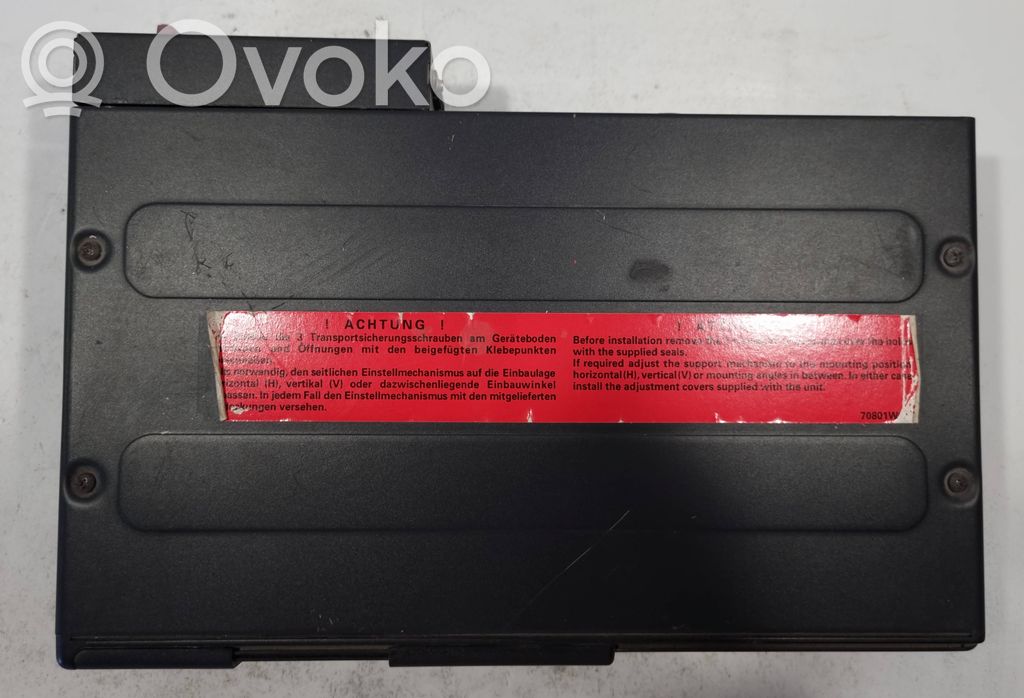 Ovoko
! ACHTUNG !
3 Transportsicherungsschrauben am Geräteboden
und Öffnungen mit den beigefügten Klebepunkten
notwendig, den seitlichen Einstellmechanismus auf die Einbaulage
(H), vertikal (V) oder dazwischenliegende Einbauwinkel
In jedem Fall den Einstellmechanismus mit den mitgelieferten
versehen.
!
Before installation remove the
with the supplied seals.
If required adjust the support mechanism to the mounting position
horizontal (H), vertical (V) or mounting angles in between. In either case
install the adjustment covers supplied with the unit.
70801W